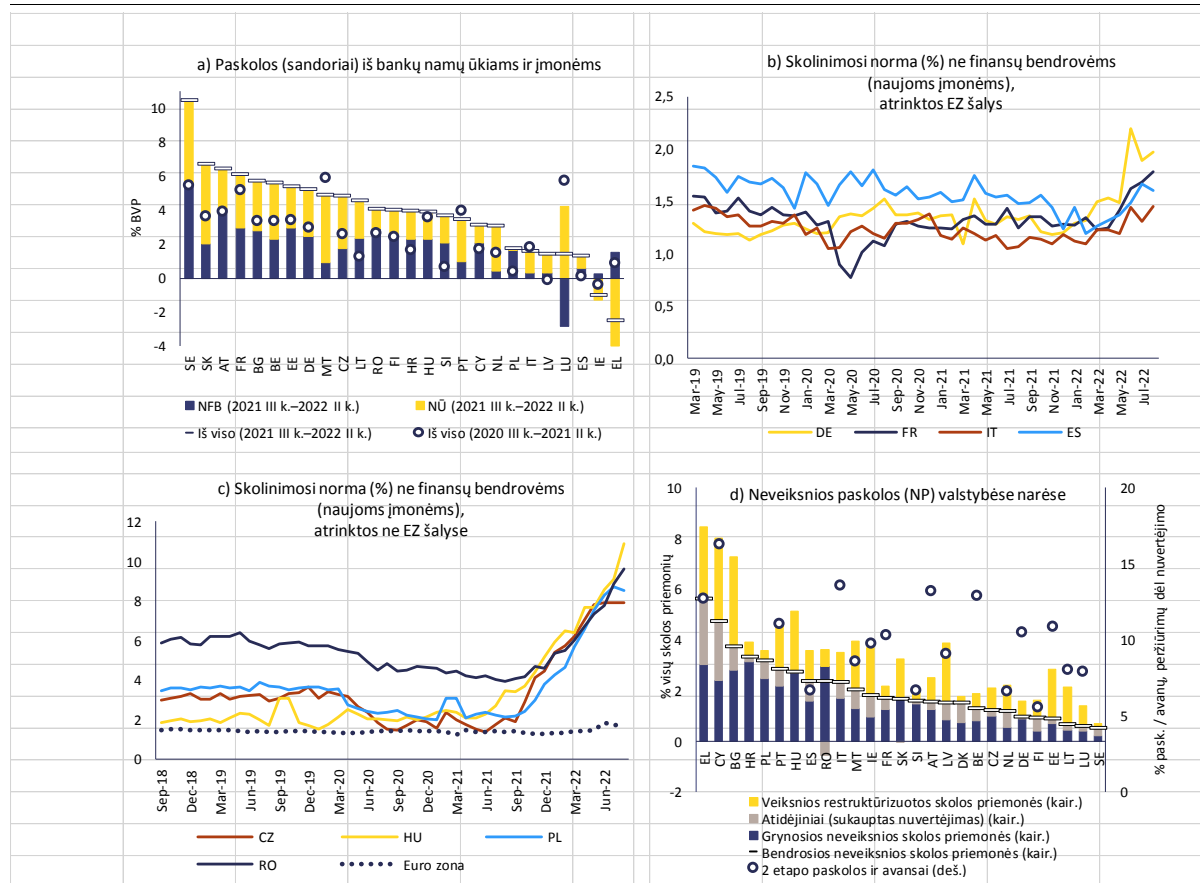 a) Paskolos (sandoriai) iš bankų namų ūkiams ir įmonėms
% BVP
10
8
6
4
2
0
-2
-4
SE SK AT FR BG BE EE DE MT CZ LT RO FI HR HU SI PT CY NL PL IT LV LU ES IE EL
NFB (2021 III k.–2022 II k.) NŪ (2021 III k.–2022 II k.)
Iš viso (2021 III k.–2022 II k.) Iš viso (2020 III k.–2021 II k.)
b) Skolinimosi norma (%) ne finansų bendrovėms
(naujoms įmonėms),
atrinktos EZ šalys
2,5
2,0
1,5
1,0
0,5
0,0
Mar-19 May-19 Jul-19 Sep-19 Nov-19 Jan-20 Mar-20 May-20 Jul-20 Sep-20 Nov-20 Jan-21 Mar-21 May-21 Jul-21 Sep-21 Nov-21 Jan-22 Mar-22 May-22 Jul-22
DE FR IT ES
c) Skolinimosi norma (%) ne finansų bendrovėms
(naujoms įmonėms),
atrinktos ne EZ šalyse
12
10
8
6
4
2
0
Sep-18 Dec-18 Mar-19 Jun-19 Sep-19 Dec-19 Mar-20 Jun-20 Sep-20 Dec-20 Mar-21 Jun-21 Sep-21 Dec-21 Mar-22 Jun-22
CZ HU PL
RO Euro zona
d) Neveiksnios paskolos (NP) valstybėse narėse
% visų skolos priemonių
10
8
6
4
2
0
-2
20
15
10
5
0
% pask. / avanų, peržiūrimų dėl nuvertėjimo
EL CY BG HR PL PT HU ES RO IT MT IE FR SK SI AT LV DK BE CZ NL DE FI EE LT LU SE
Veiksnios restruktūrizuotos skolos priemonės (kair.)
Atidėjiniai (sukauptas nuvertėjimas) (kair.)
Grynosios neveiksnios skolos priemonės (kair.)
Bendrosios neveiksnios skolos priemonės (kair.)
2 etapo paskolos ir avansai (deš.)